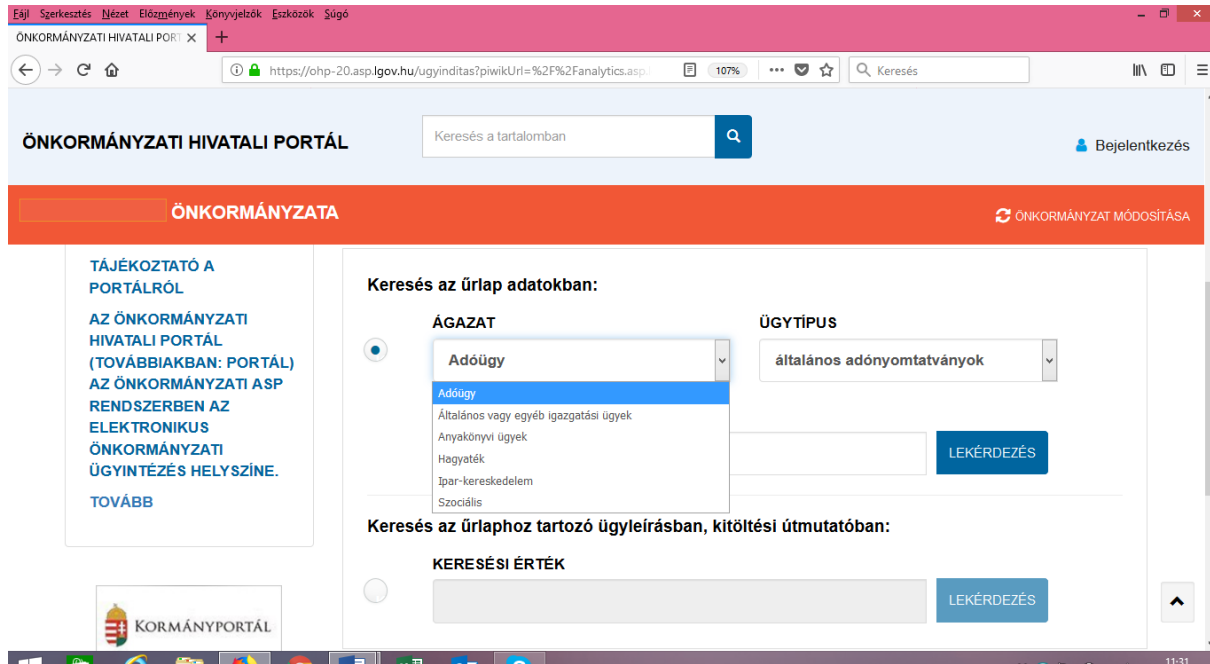 Fájl Szerkesztés Nézet Előzmények Könyvjelzők Eszközök Súgó
ÖNKORMÁNYZATI HIVATALI PORT
https://ohp-20.asp.lgov.hu/ugyinditas?piwikUrl=%2F%2Fanalytics.asp.
107%
Keresés
ÖNKORMÁNYZATI HIVATALI PORTÁL
Keresés a tartalomban
Bejelentkezés
ÖNKORMÁNYZATA
ÖNKORMÁNYZAT MÓDOSÍTÁSA
TÁJÉKOZTATÓ A
PORTÁLRÓL
AZ ÖNKORMÁNYZATI
HIVATALI PORTÁL
(TOVÁBBIAKBAN: PORTÁL)
AZ ÖNKORMÁNYZATI ASP
RENDSZERBEN AZ
ELEKTRONIKUS
ÖNKORMÁNYZATI
ÜGYINTÉZÉS HELYSZÍNE.
TOVÁBB
KORMÁNYPORTÁL
Keresés az űrlap adatokban:
ÁGAZAT
ÜGYTÍPUS
Adóügy
általános adónyomtatványok
Adóügy
Általános vagy egyéb igazgatási ügyek
Anyakönyvi ügyek
Hagyaték
Ipar-kereskedelem
Szociális
LEKÉRDEZÉS
Keresés az űrlaphoz tartozó ügyleírásban, kitöltési útmutatóban:
KERESÉSI ÉRTÉK
LEKÉRDEZÉS
11:31